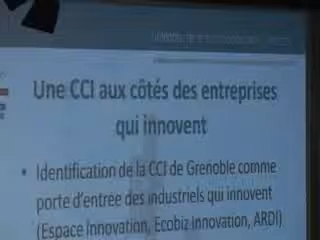 Une CCI aux côtés des entreprises
qui innovent
• Identification de la CCI de Grenoble comme
porte d'entrée des industriels qui innovent
(Espace Innovation, Ecobiz innovation, ARDI)